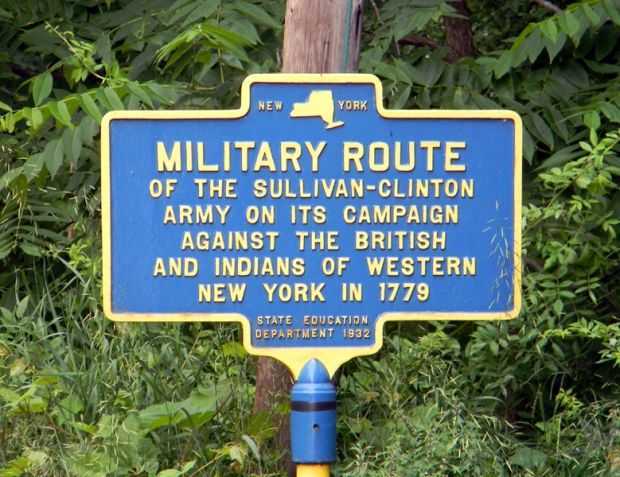 NEW YORK
MILITARY ROUTE
OF THE SULLIVAN-CLINTON
ARMY ON ITS CAMPAIGN
AGAINST THE BRITISH
AND INDIANS OF WESTERN
NEW YORK IN 1779
STATE EDUCATION
DEPARTMENT 1932